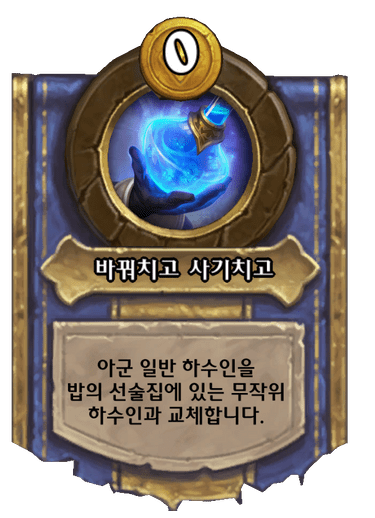 0
바꿔치고 사기치고
아군 일반 하수인을
밥의 선술집에 있는 무작위
하수인과 교체합니다.